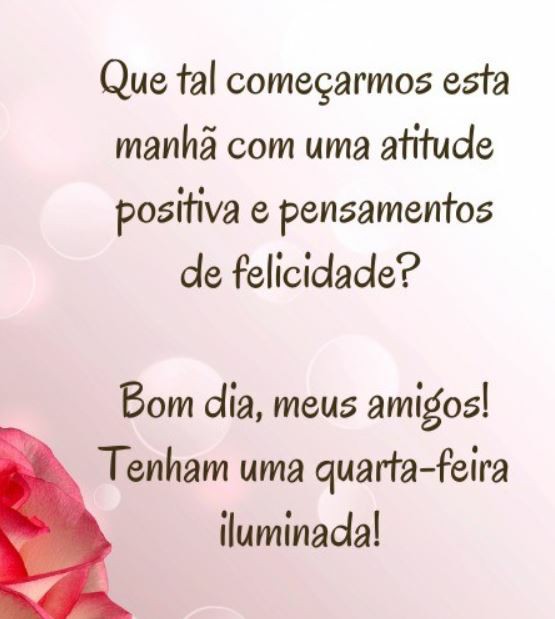 Que tal começarmos esta
manhã com uma atitude
positiva e pensamentos
de felicidade?
Bom dia, meus amigos!
Tenham uma quarta-feira
iluminada!